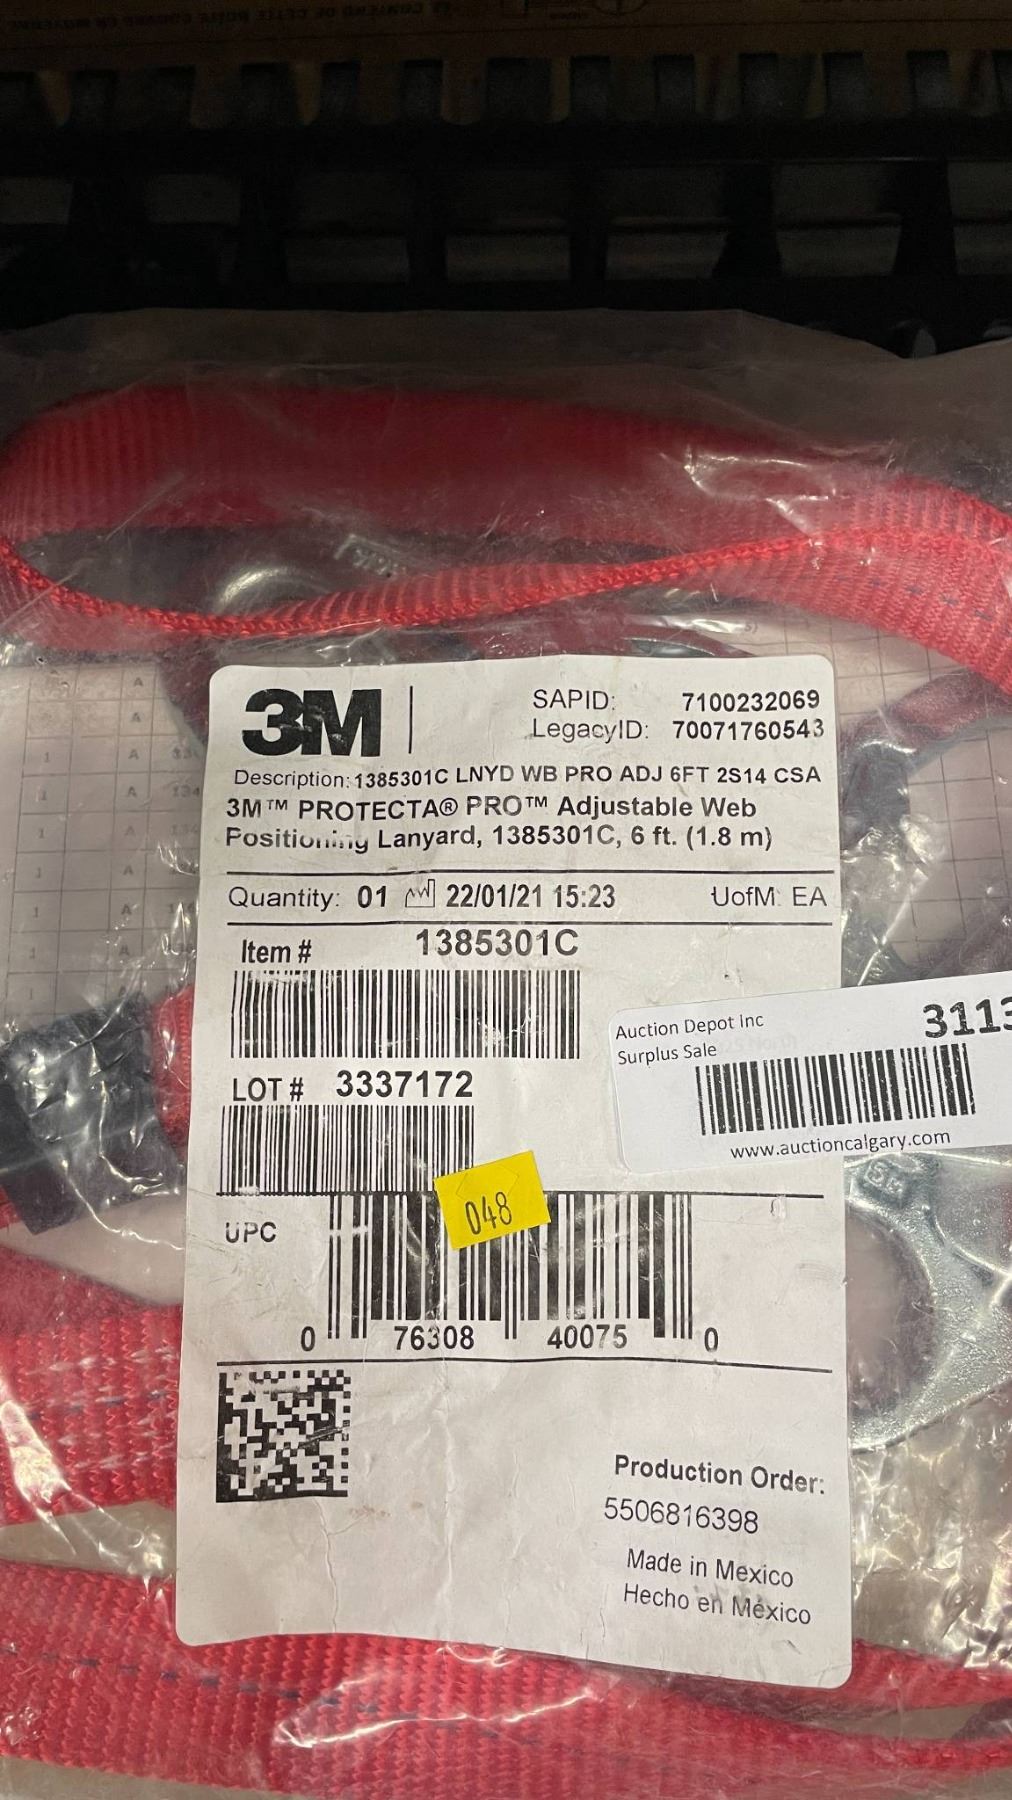 3M
SAPID: 7100232069
LegacyID: 70071760543
Description: 1385301C LNYD WB PRO ADJ 6FT 2S14 CSA
3M™ PROTECTA® PRO™ Adjustable Web
Positioning Lanyard, 1385301C, 6 ft. (1.8 m)
Quantity: 01 22/01/21 15:23 UofM: EA
Item # 1385301C
Auction Depot Inc 3113
Surplus Sale
www.auctioncalgary.com
LOT # 3337172
048
UPC
0 76308 40075 0
Production Order:
5506816398
Made in Mexico
Hecho en México